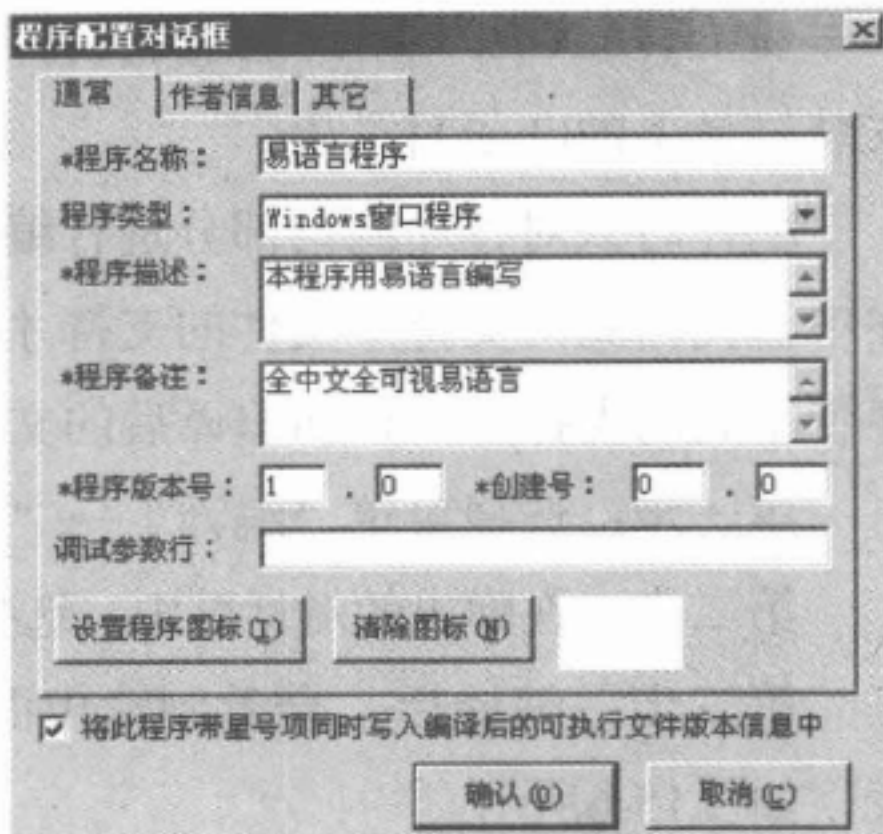 程序配置对话框
通常 作者信息 其它
*程序名称： 易语言程序
程序类型： Windows窗口程序
*程序描述： 本程序用易语言编写
*程序备注： 全中文全可视易语言
*程序版本号： 1 . 0 *创建号： 0 . 0
调试参数行：
设置程序图标(I) 清除图标(N)
将此程序带星号项同时写入编译后的可执行文件版本信息中
确认(O) 取消(C)